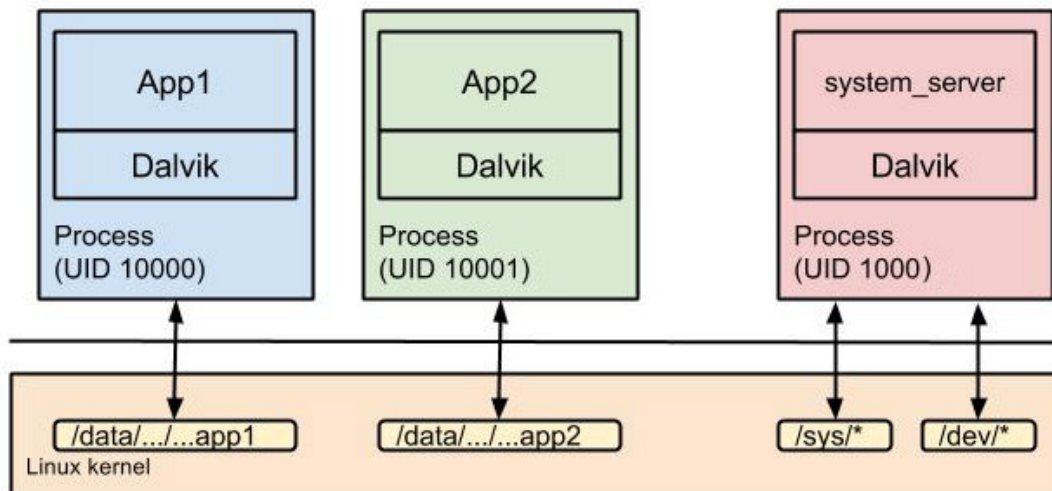 App1
Dalvik
Process
(UID 10000)
App2
Dalvik
Process
(UID 10001)
system_server
Dalvik
Process
(UID 1000)
/data/.../...app1
/data/.../...app2
/sys/*
/dev/*
Linux kernel